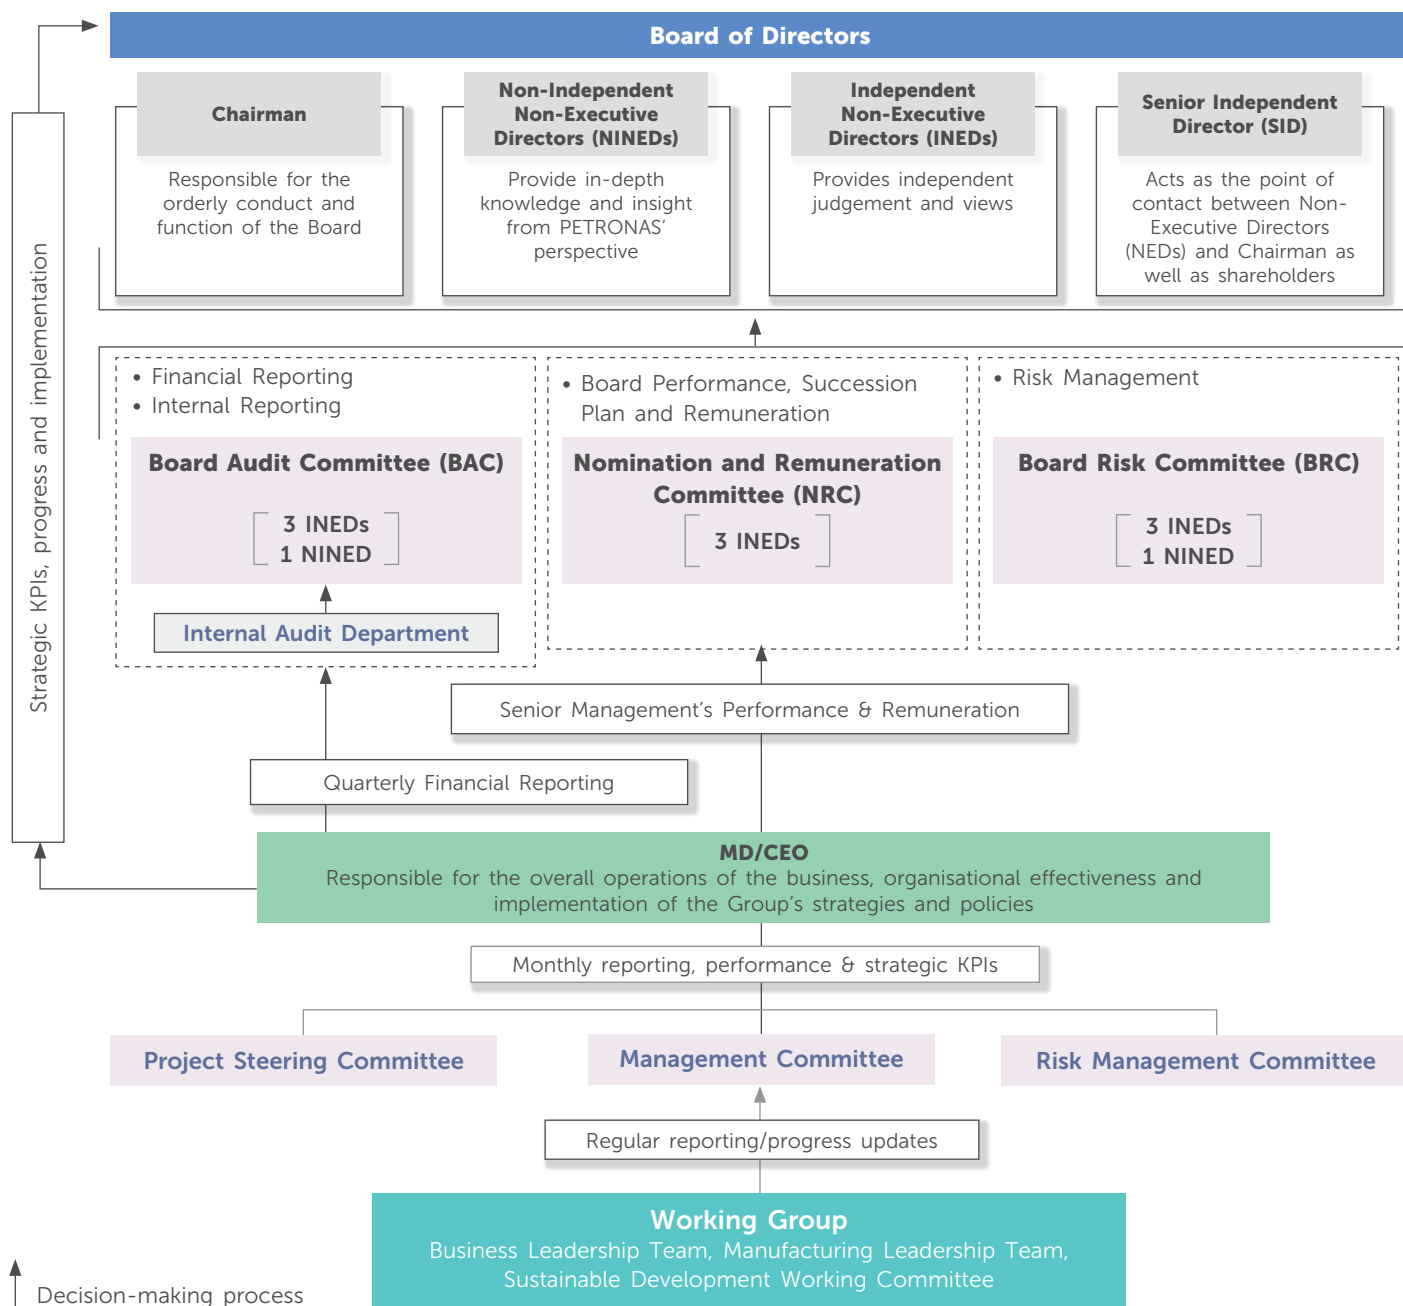 Board of Directors
Chairman
Responsible for the
orderly conduct and
function of the Board
Non-Independent
Non-Executive
Directors (NINEDs)
Provide in-depth
knowledge and insight
from PETRONAS’
perspective
Independent
Non-Executive
Directors (INEDs)
Provides independent
judgement and views
Senior Independent
Director (SID)
Acts as the point of
contact between Non-
Executive Directors
(NEDs) and Chairman as
well as shareholders
Strategic KPIs, progress and implementation
• Financial Reporting
• Internal Reporting
Board Audit Committee (BAC)
3 INEDs
1 NINED
Internal Audit Department
• Board Performance, Succession
Plan and Remuneration
Nomination and Remuneration
Committee (NRC)
3 INEDs
• Risk Management
Board Risk Committee (BRC)
3 INEDs
1 NINED
Senior Management’s Performance & Remuneration
Quarterly Financial Reporting
MD/CEO
Responsible for the overall operations of the business, organisational effectiveness and
implementation of the Group’s strategies and policies
Monthly reporting, performance & strategic KPIs
Project Steering Committee
Management Committee
Risk Management Committee
Regular reporting/progress updates
Working Group
Business Leadership Team, Manufacturing Leadership Team,
Sustainable Development Working Committee
Decision-making process